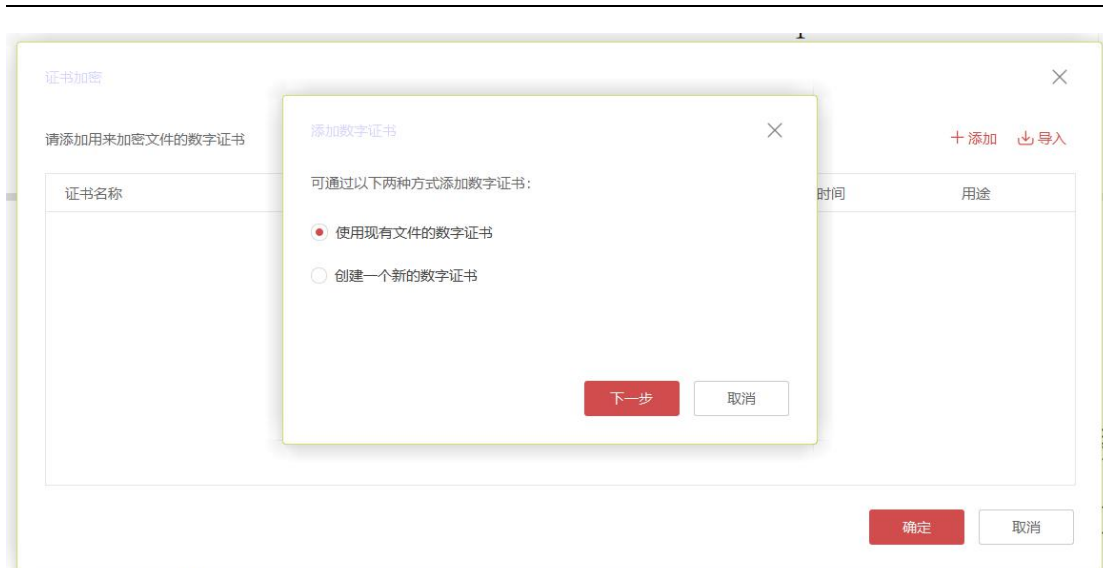 证书加密
请添加用来加密文件的数字证书
添加 导入
证书名称 时间 用途
添加数字证书
可通过以下两种方式添加数字证书：
使用现有文件的数字证书
创建一个新的数字证书
下一步 取消
确定 取消